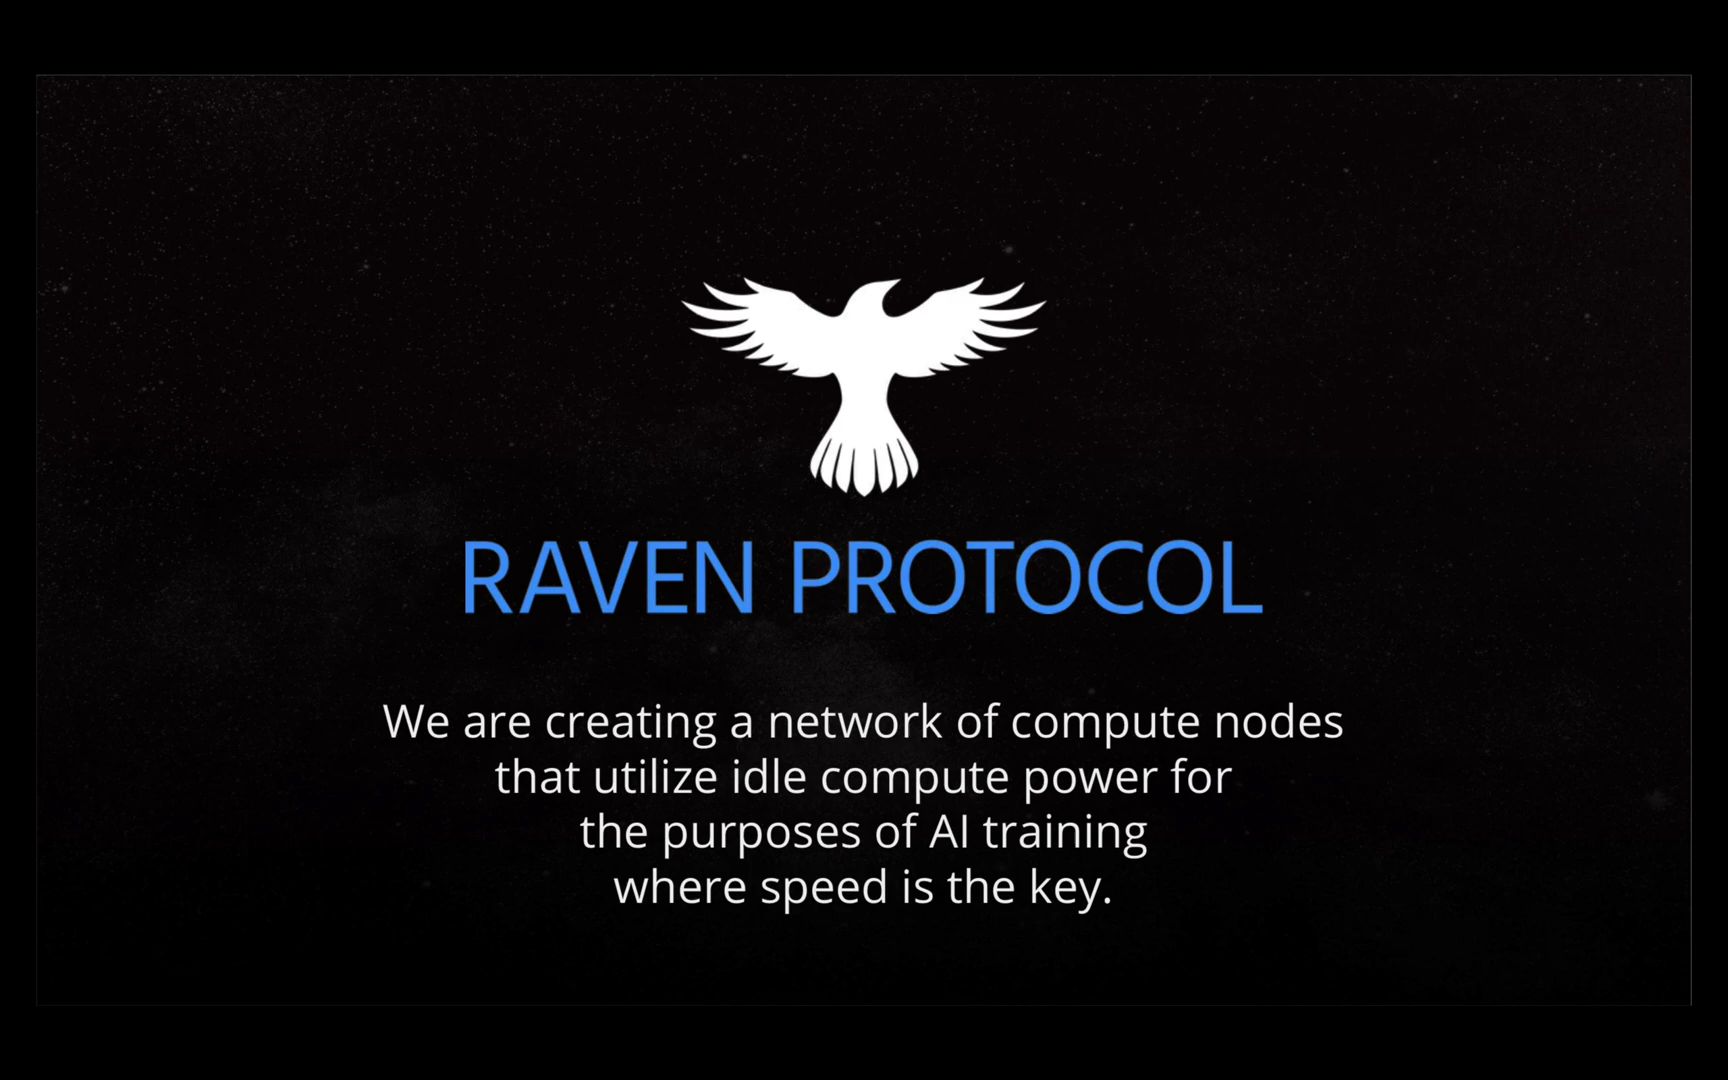 RAVEN PROTOCOL
We are creating a network of compute nodes
that utilize idle compute power for
the purposes of AI training
where speed is the key.